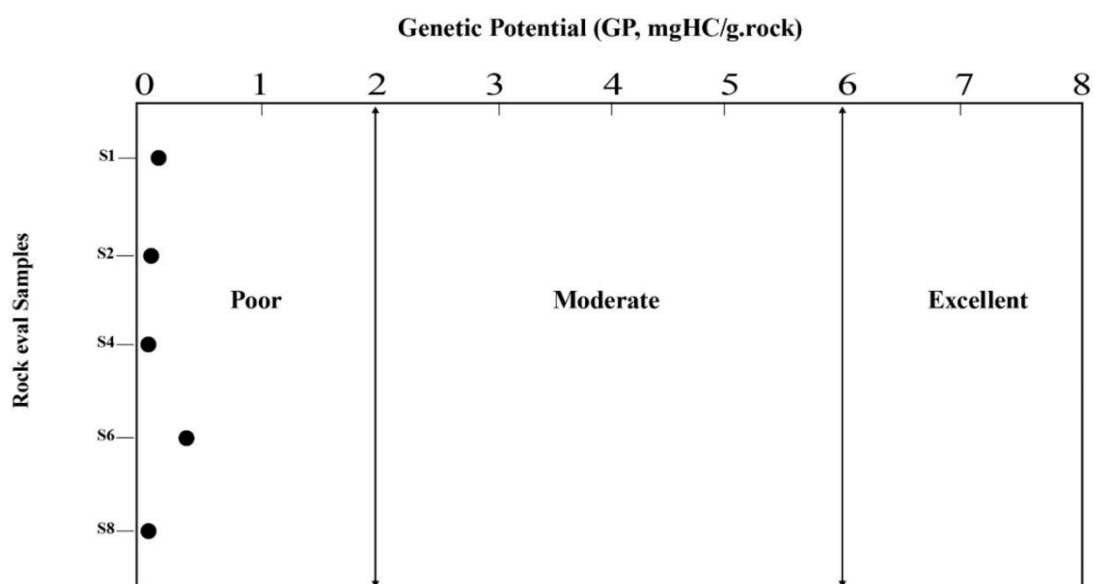 Genetic Potential (GP, mgHC/g.rock)
0 1 2 3 4 5 6 7 8
S1
S2
Rock eval Samples
Poor Moderate Excellent
S4
S6
S8